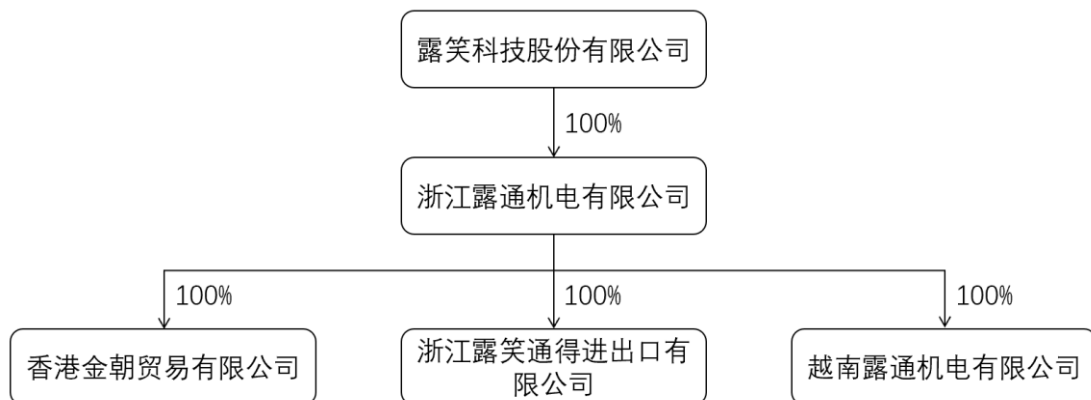 露笑科技股份有限公司
100%
浙江露通机电有限公司
100%
100%
100%
香港金朝贸易有限公司
浙江露笑通得进出口有
限公司
越南露通机电有限公司